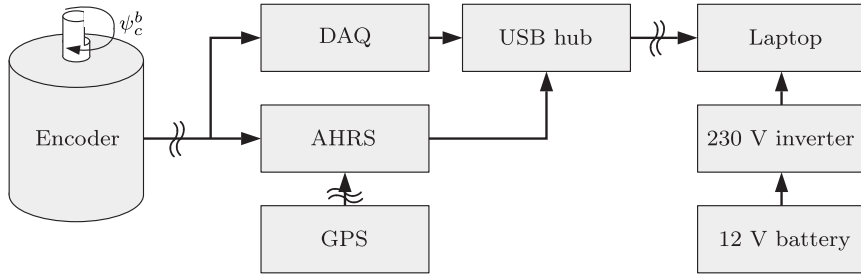 ψ_c^b
DAQ
USB hub
Laptop
Encoder
AHRS
230 V inverter
GPS
12 V battery